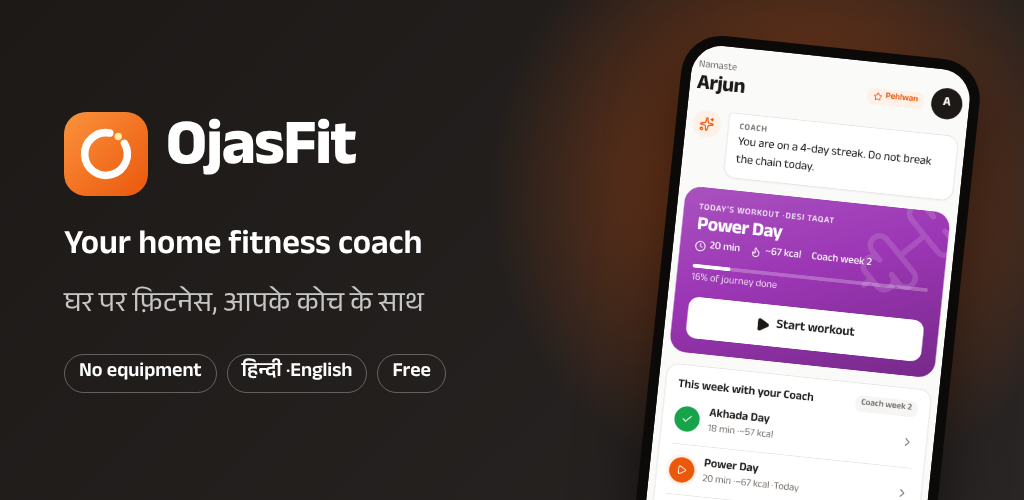 OjasFit
Your home fitness coach
घर पर फ़िटनेस, आपके कोच के साथ
No equipment
हिन्दी ·English
Free
Namaste
Arjun
Pehlwan
A
COACH
You are on a 4-day streak. Do not break
the chain today.
TODAY'S WORKOUT ·DESI TAQAT
Power Day
20 min
~67 kcal
Coach week 2
16% of journey done
Start workout
This week with your Coach
Coach week 2
Akhada Day
18 min ·~57 kcal
Power Day
20 min ·~67 kcal ·Today